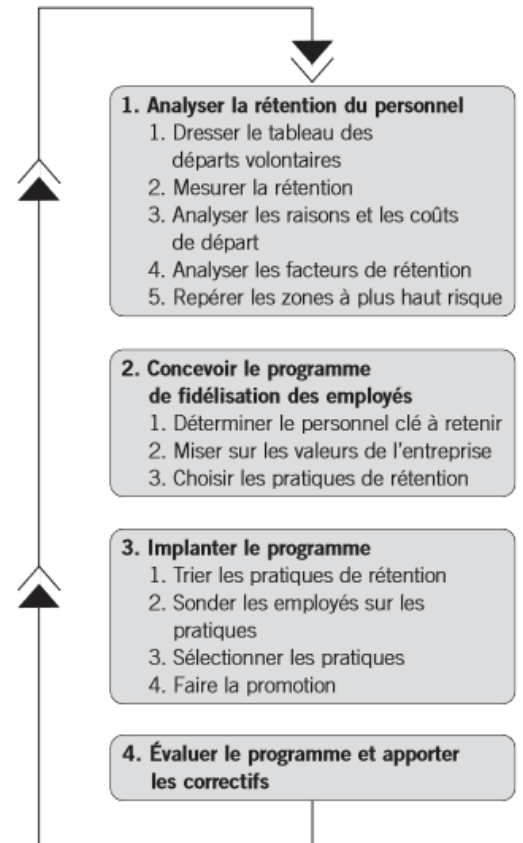 1. Analyser la rétention du personnel
1. Dresser le tableau des
départs volontaires
2. Mesurer la rétention
3. Analyser les raisons et les coûts
de départ
4. Analyser les facteurs de rétention
5. Repérer les zones à plus haut risque
2. Concevoir le programme
de fidélisation des employés
1. Déterminer le personnel clé à retenir
2. Miser sur les valeurs de l'entreprise
3. Choisir les pratiques de rétention
3. Implanter le programme
1. Trier les pratiques de rétention
2. Sonder les employés sur les
pratiques
3. Sélectionner les pratiques
4. Faire la promotion
4. Évaluer le programme et apporter
les correctifs